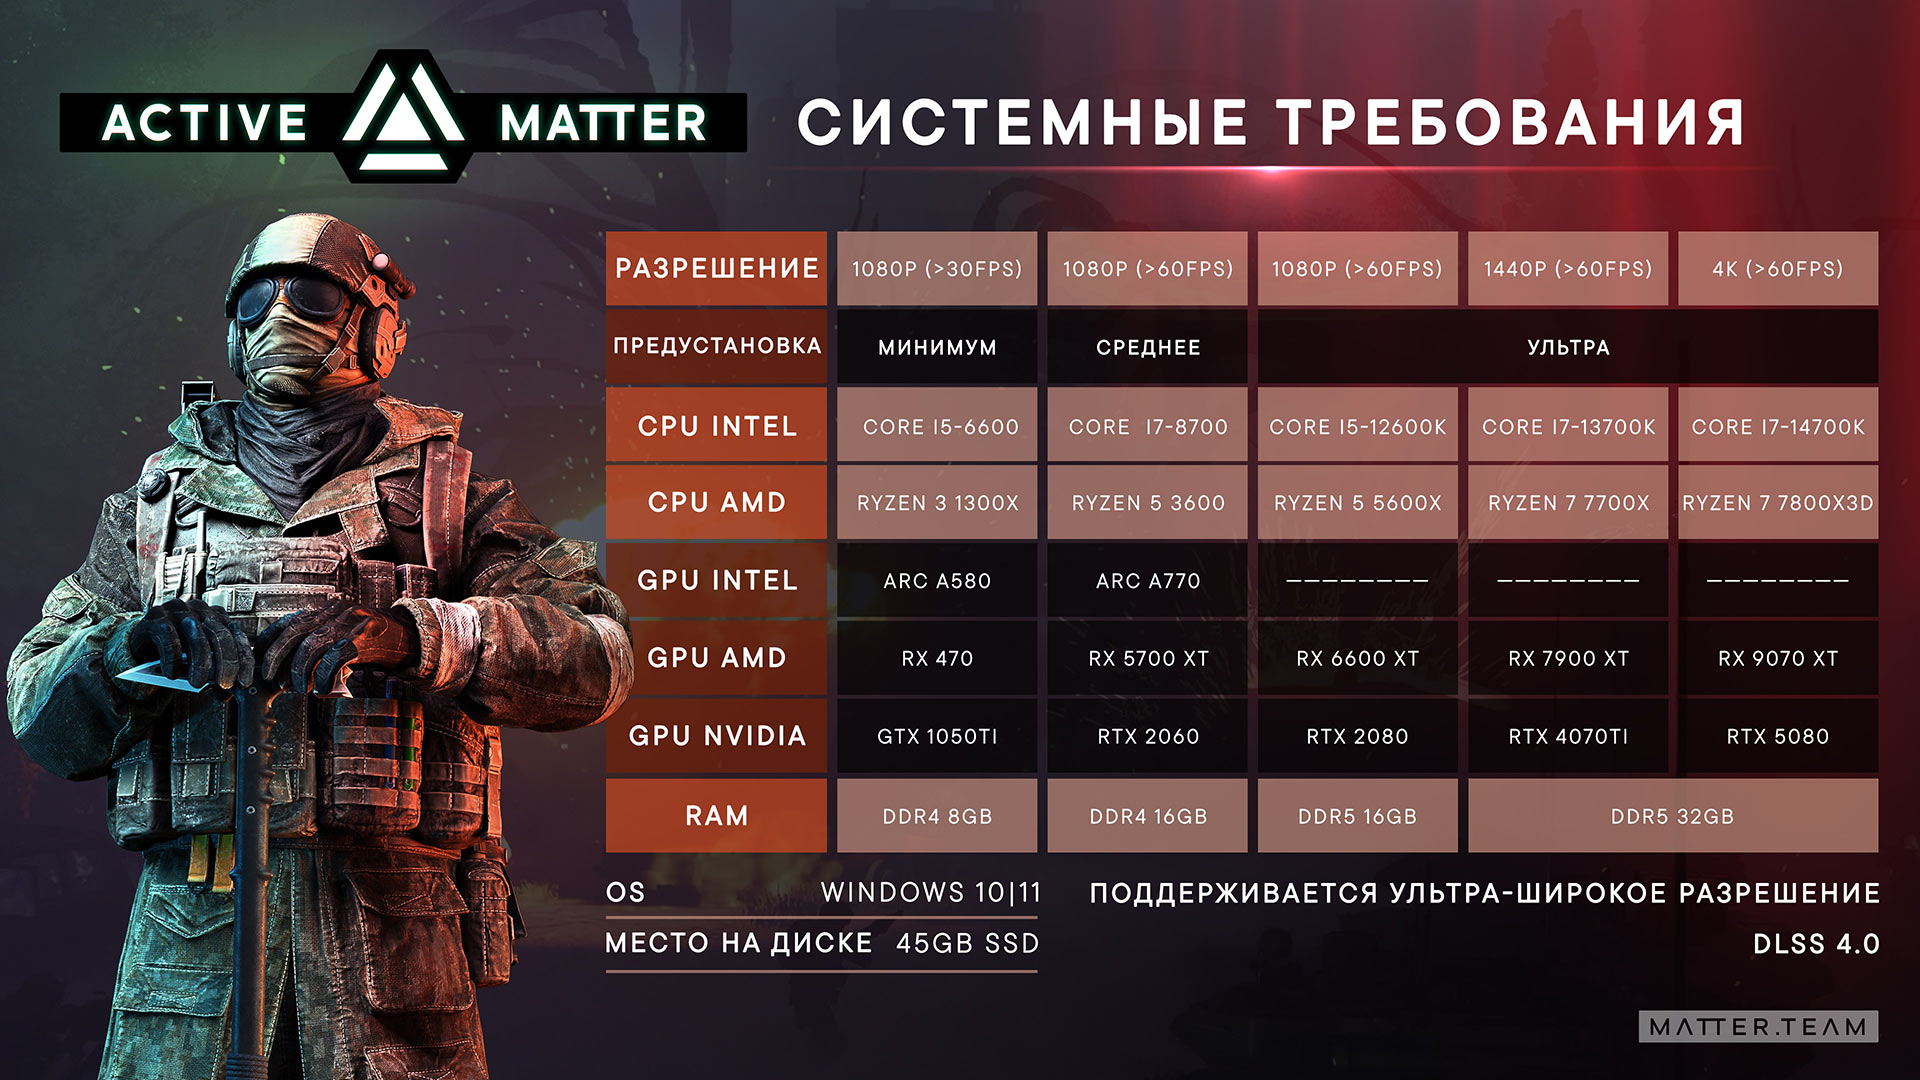 ACTIVE MATTER
СИСТЕМНЫЕ ТРЕБОВАНИЯ
РАЗРЕШЕНИЕ 1080P (>30FPS) 1080P (>60FPS) 1080P (>60FPS) 1440P (>60FPS) 4K (>60FPS)
ПРЕДУСТАНОВКА МИНИМУМ СРЕДНЕЕ УЛЬТРА
CPU INTEL CORE I5-6600 CORE I7-8700 CORE I5-12600K CORE I7-13700K CORE I7-14700K
CPU AMD RYZEN 3 1300X RYZEN 5 3600 RYZEN 5 5600X RYZEN 7 7700X RYZEN 7 7800X3D
GPU INTEL ARC A580 ARC A770 –––––––– –––––––– ––––––––
GPU AMD RX 470 RX 5700 XT RX 6600 XT RX 7900 XT RX 9070 XT
GPU NVIDIA GTX 1050TI RTX 2060 RTX 2080 RTX 4070TI RTX 5080
RAM DDR4 8GB DDR4 16GB DDR5 16GB DDR5 32GB
OS WINDOWS 10|11
МЕСТО НА ДИСКЕ 45GB SSD
ПОДДЕРЖИВАЕТСЯ УЛЬТРА-ШИРОКОЕ РАЗРЕШЕНИЕ
DLSS 4.0
MATTER.TEAM